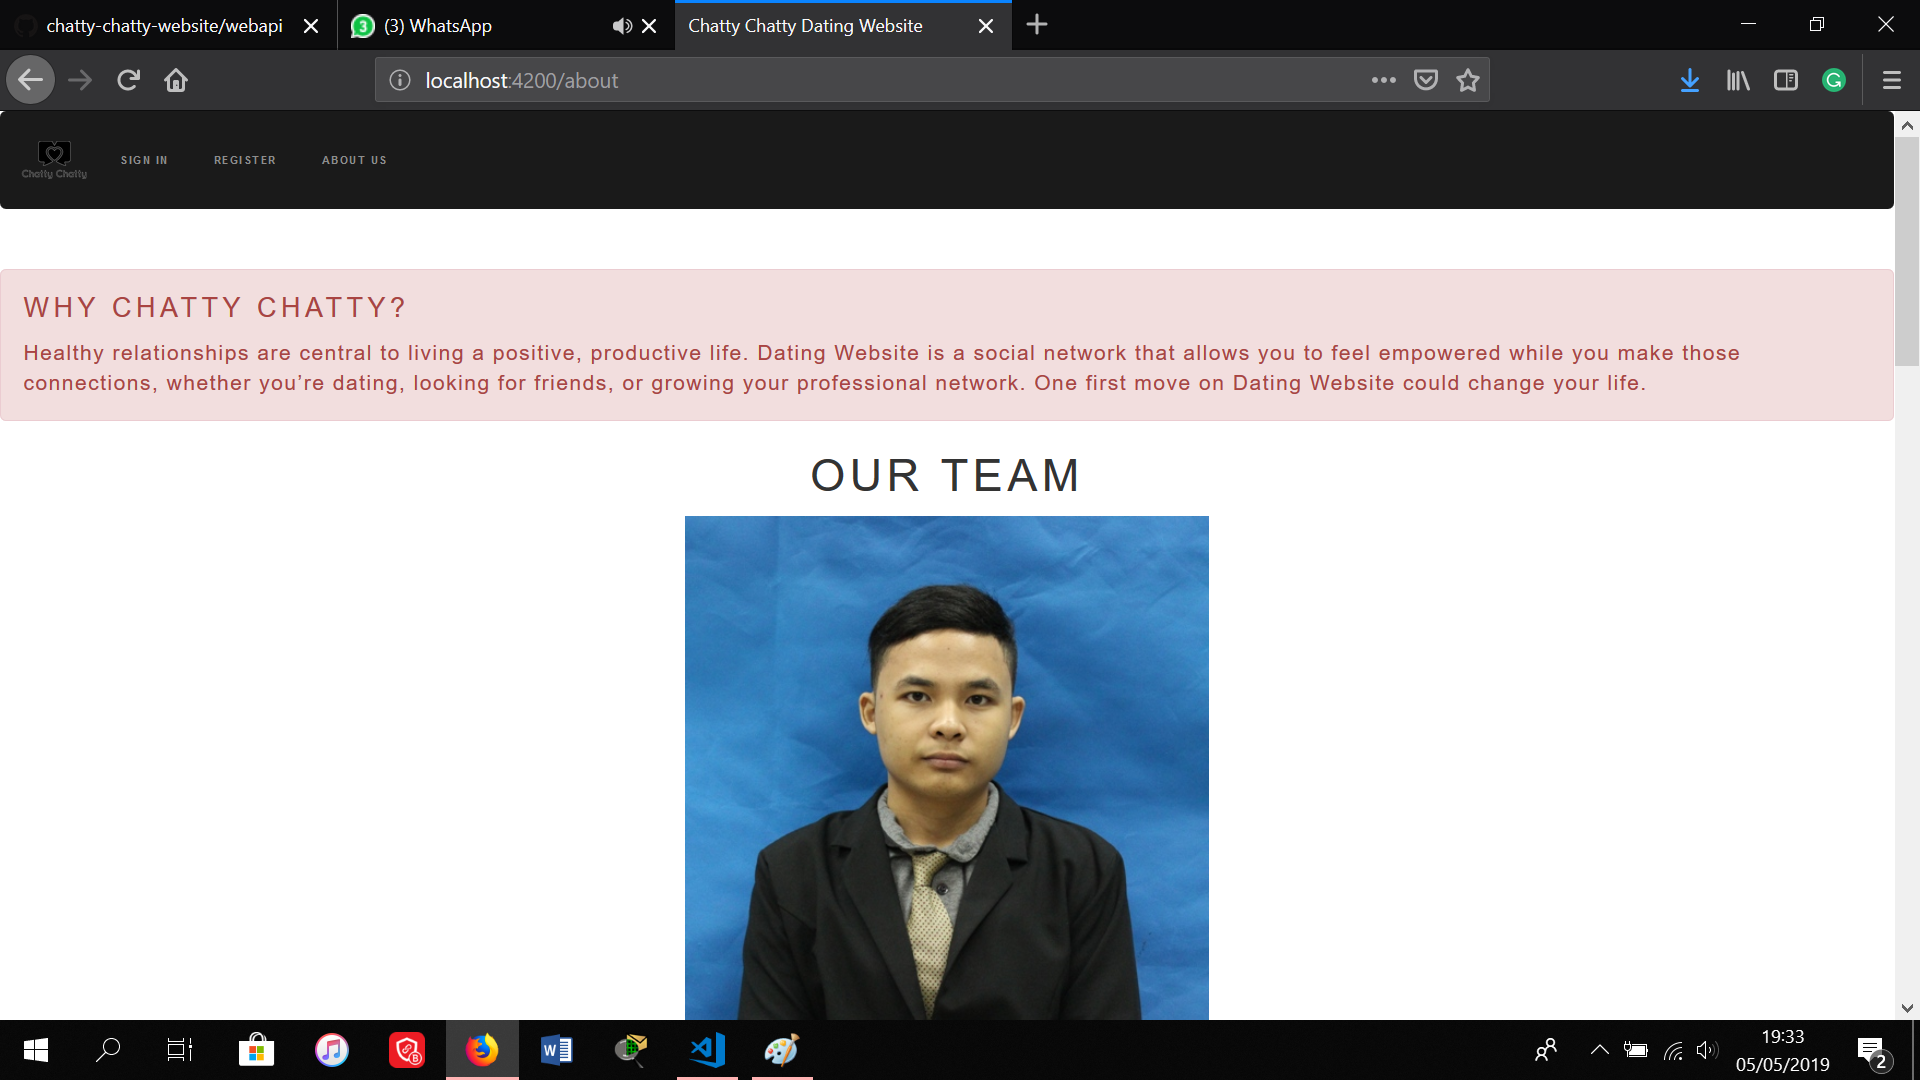 chatty-chatty-website/webapi
3
(3) WhatsApp
Chatty Chatty Dating Website
localhost:4200/about
G
Chatty Chatty
SIGN IN
REGISTER
ABOUT US
WHY CHATTY CHATTY?
Healthy relationships are central to living a positive, productive life. Dating Website is a social network that allows you to feel empowered while you make those
connections, whether you’re dating, looking for friends, or growing your professional network. One first move on Dating Website could change your life.
OUR TEAM
B
W
19:33
05/05/2019
2